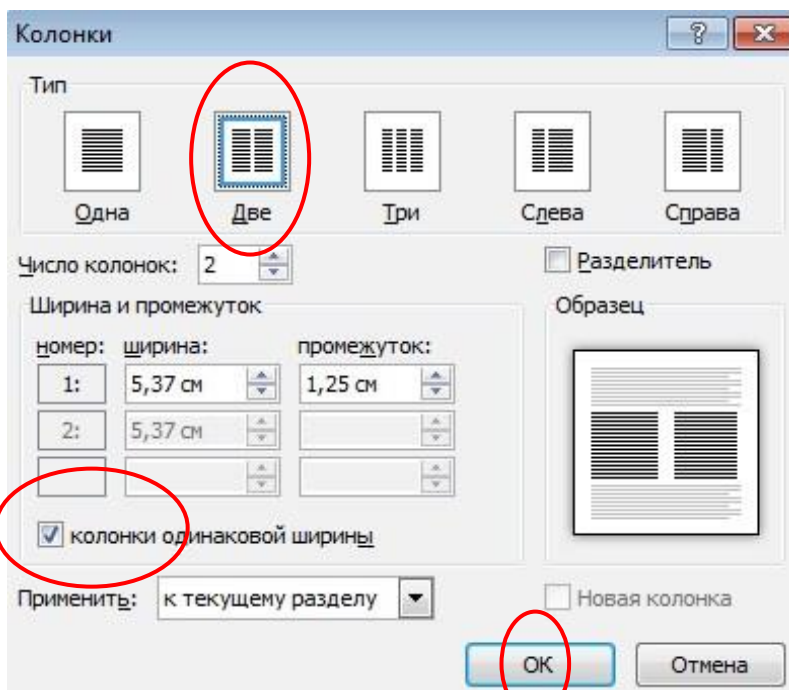 Колонки
Тип
Одна Две Три Слева Справа
Число колонок: 2 Разделитель
Ширина и промежуток Образец
номер: ширина: промежуток:
1: 5,37 см 1,25 см
2: 5,37 см
колонки одинаковой ширины
Применить: к текущему разделу Новая колонка
ОК Отмена